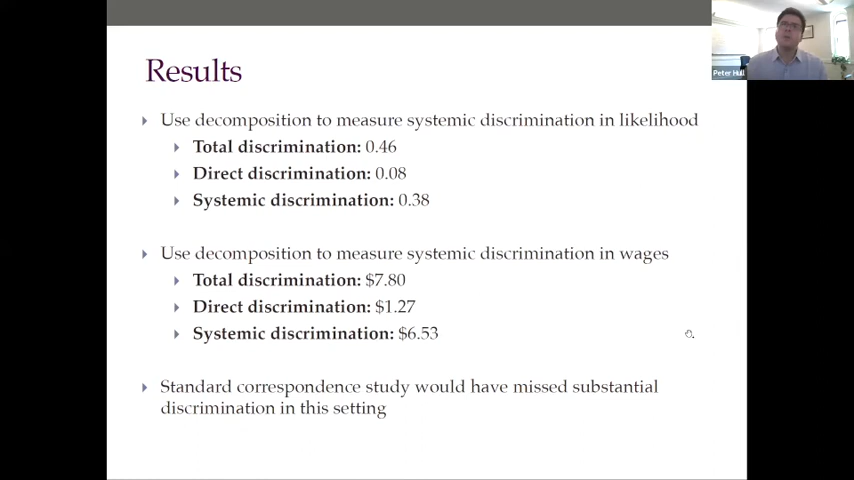 Results
Use decomposition to measure systemic discrimination in likelihood
Total discrimination: 0.46
Direct discrimination: 0.08
Systemic discrimination: 0.38
Use decomposition to measure systemic discrimination in wages
Total discrimination: $7.80
Direct discrimination: $1.27
Systemic discrimination: $6.53
Standard correspondence study would have missed substantial
discrimination in this setting
Peter Hull